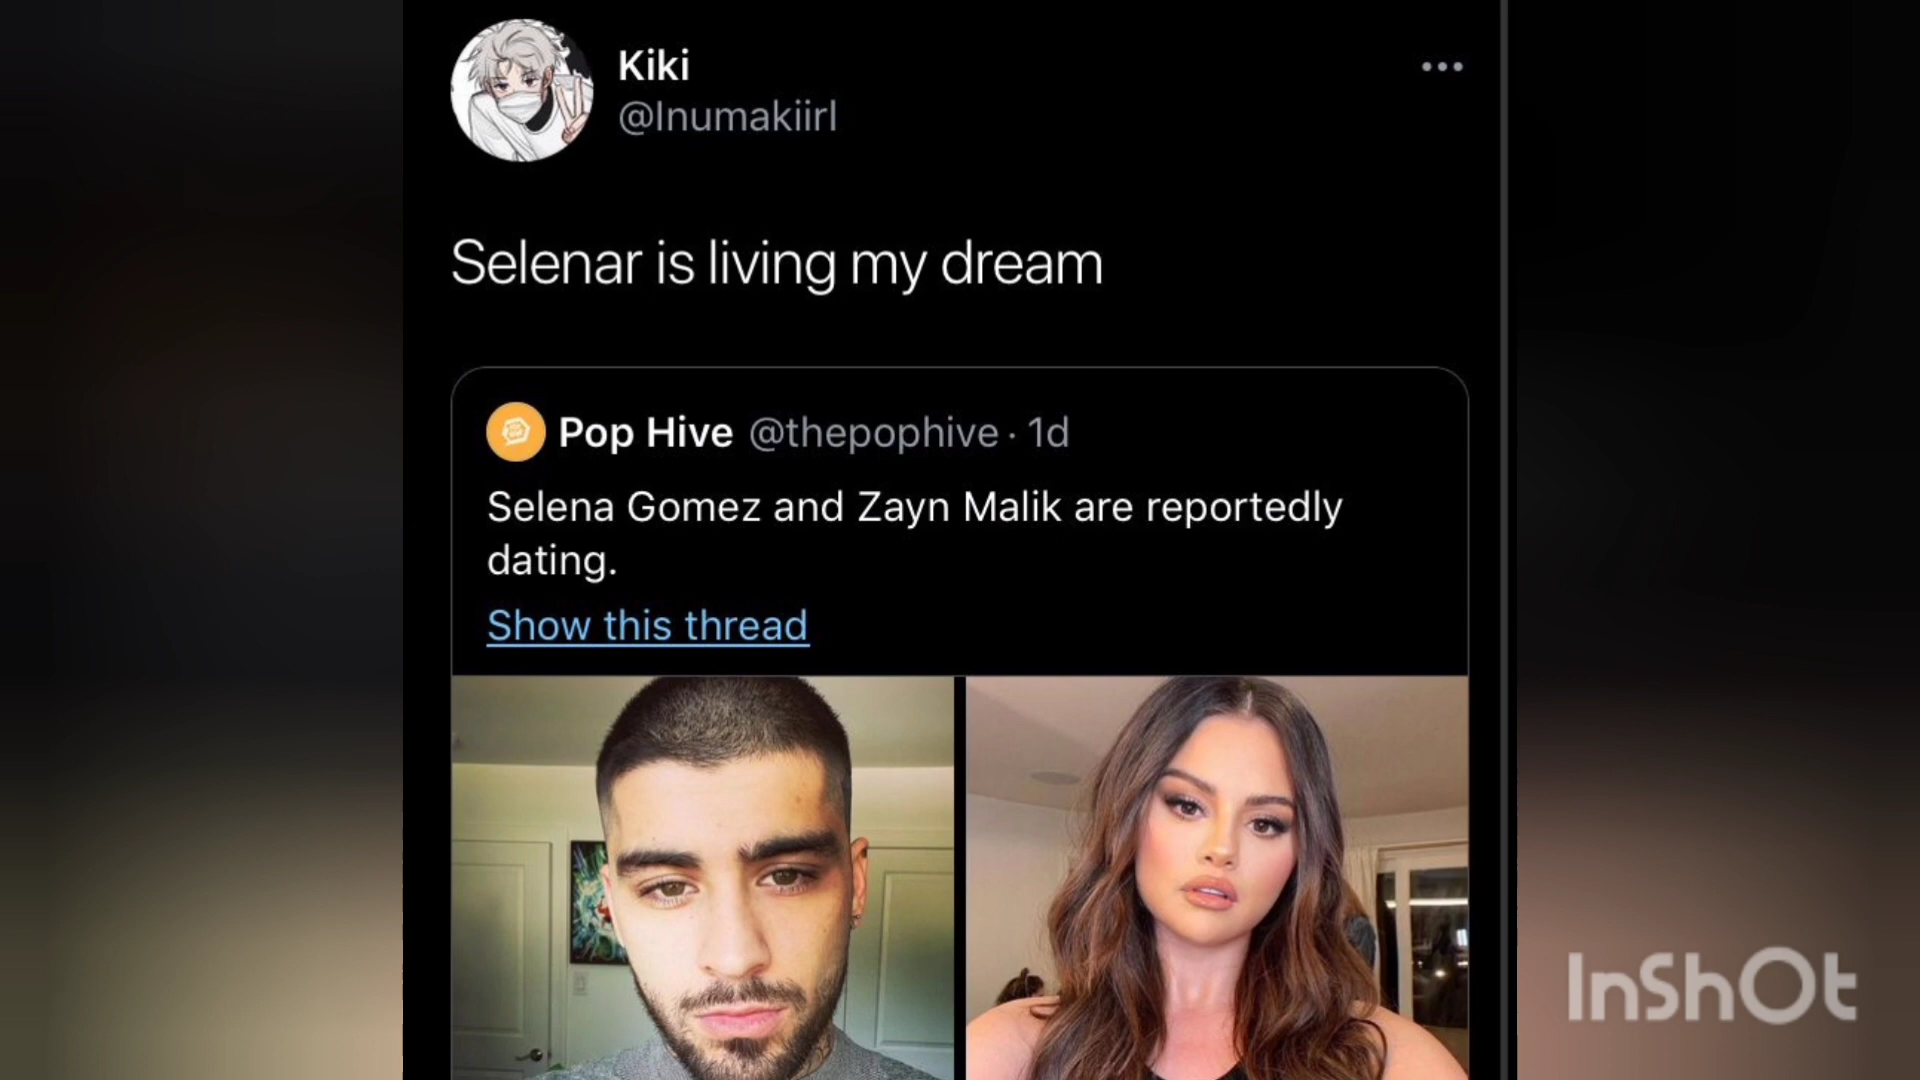 Kiki
@Inumakiirl
Selenar is living my dream
Pop Hive @thepophive · 1d
Selena Gomez and Zayn Malik are reportedly
dating.
Show this thread
InShOt